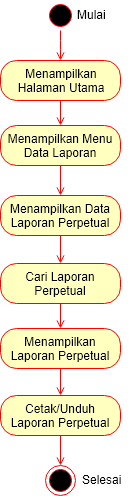 Mulai
Menampilkan
Halaman Utama
Menampilkan Menu
Data Laporan
Menampilkan Data
Laporan Perpetual
Cari Laporan
Perpetual
Menampilkan
Laporan Perpetual
Cetak/Unduh
Laporan Perpetual
Selesai